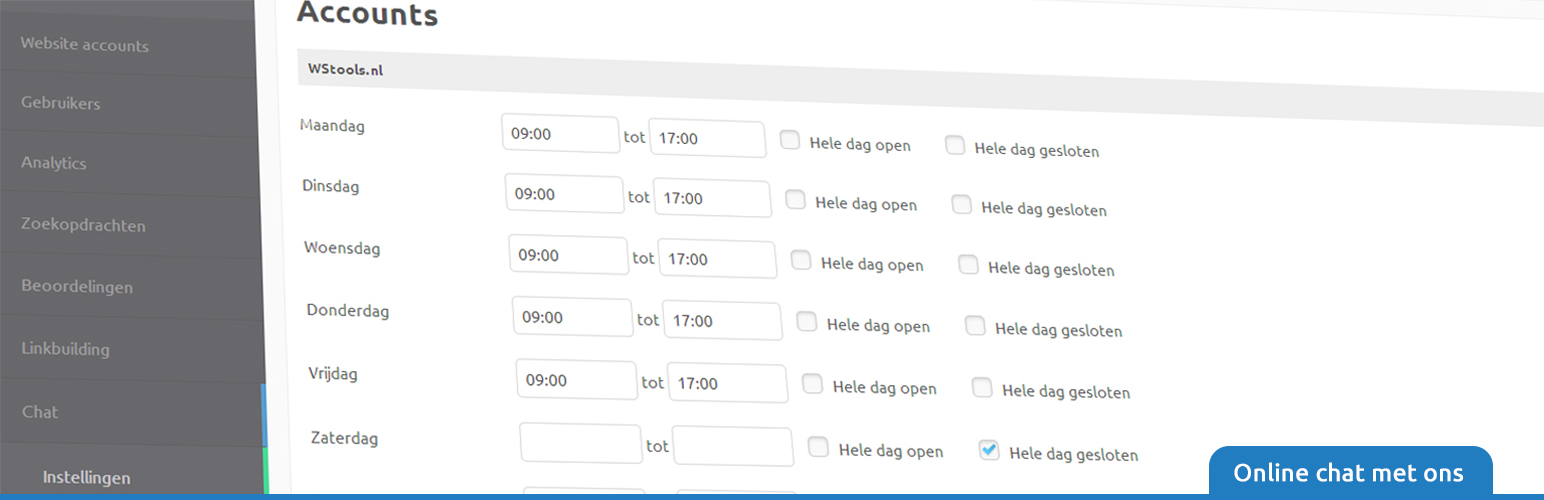 Accounts
Website accounts
WStools.nl
Gebruikers
Maandag 09:00 tot 17:00 Hele dag open Hele dag gesloten
Analytics
Dinsdag 09:00 tot 17:00 Hele dag open Hele dag gesloten
Zoekopdrachten
Woensdag 09:00 tot 17:00 Hele dag open Hele dag gesloten
Beoordelingen
Donderdag 09:00 tot 17:00 Hele dag open Hele dag gesloten
Linkbuilding
Vrijdag 09:00 tot 17:00 Hele dag open Hele dag gesloten
Chat
Zaterdag tot Hele dag open Hele dag gesloten
Instellingen
Online chat met ons